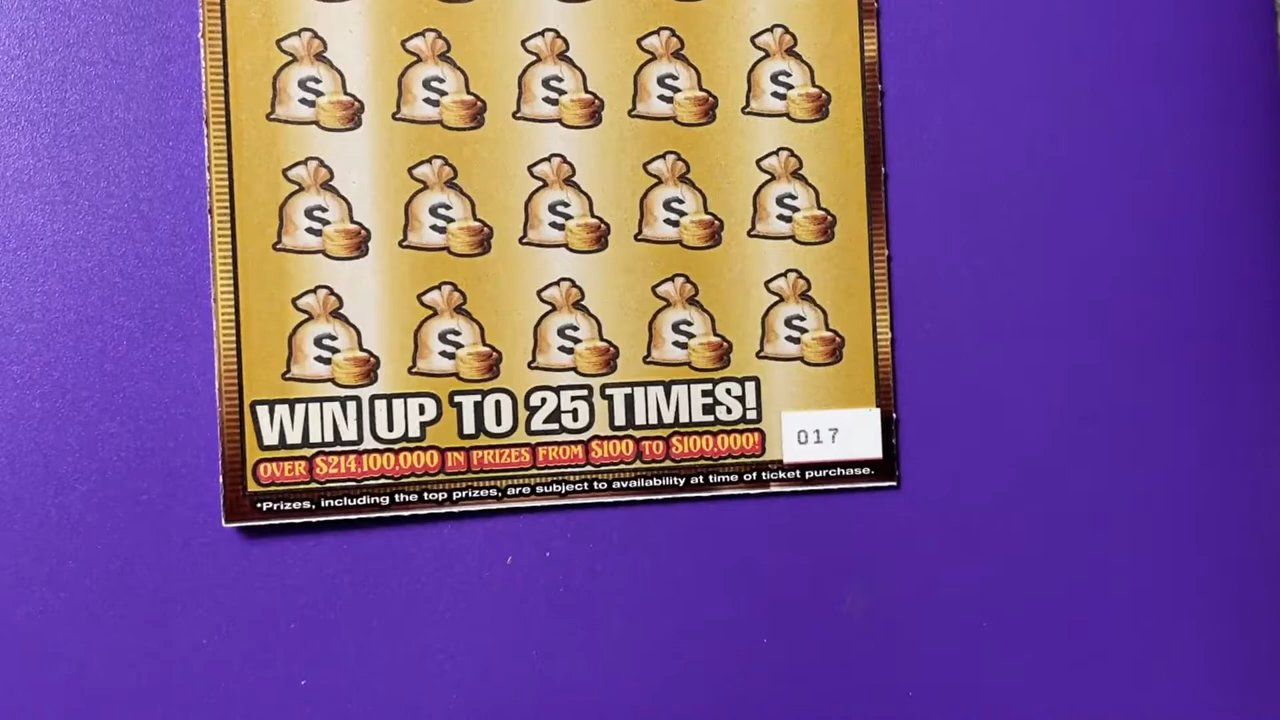 $ $ $ $ $
$ $ $ $ $
$ $ $ $ $
WIN UP TO 25 TIMES!
OVER $214,100,000 IN PRIZES FROM $100 TO $100,000!
017
*Prizes, including the top prizes, are subject to availability at time of ticket purchase.